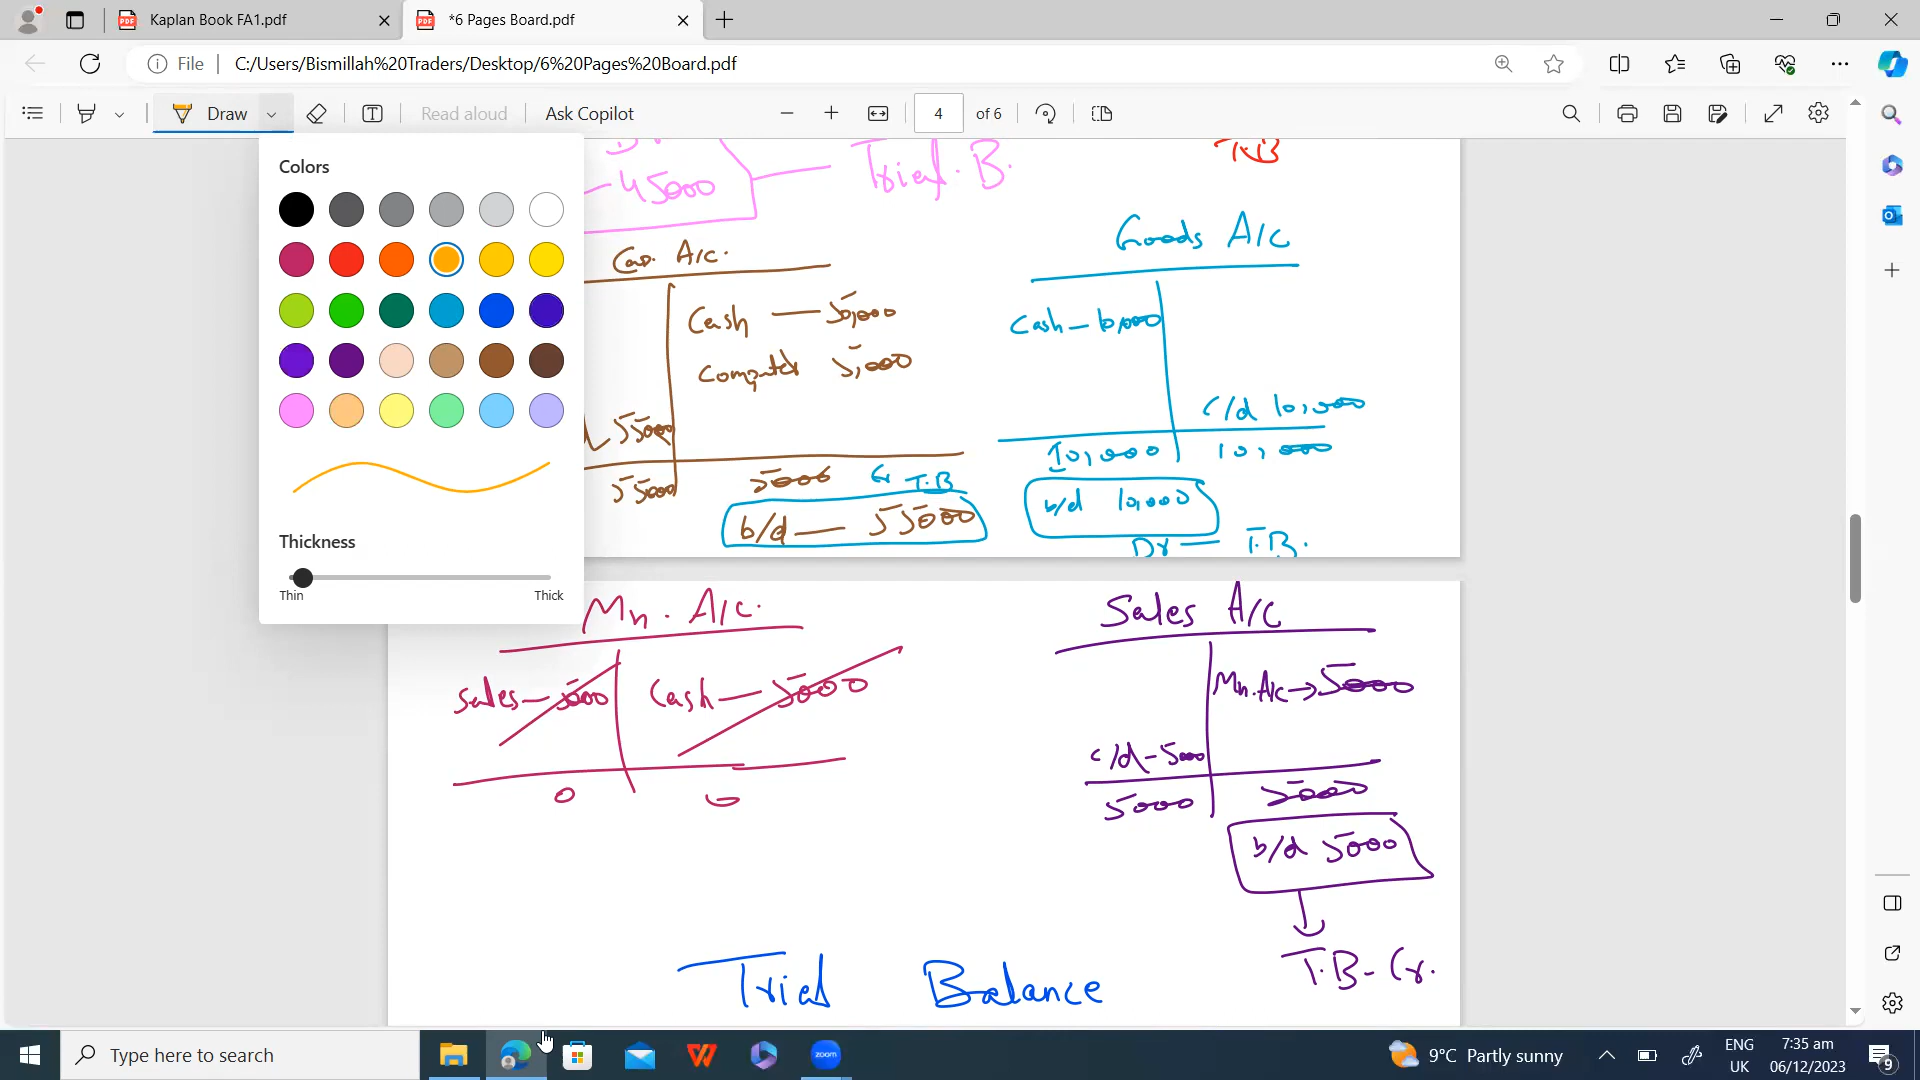 Kaplan Book FA1.pdf
*6 Pages Board.pdf
File
C:/Users/Bismillah%20Traders/Desktop/6%20Pages%20Board.pdf
Draw
Read aloud
Ask Copilot
4 of 6
Colors
Thickness
Thin
Thick
45000
Trial. B.
T.B
Cap. A/c.
Cash — 50,000
Computer 5,000
55000
55000
5000 Cr T.B
b/d — 55000
Goods A/C
Cash — 10,000
c/d 10,000
10,000 10,000
b/d 10,000
Dr — T.B.
Mn. A/C.
Sales — 5000 Cash — 5000
0 0
Sales A/C
Mn. A/c → 5000
c/d - 5000
5000 5000
b/d 5000
T.B - Cr.
Trial Balance
Type here to search
zoom
9°C Partly sunny
ENG
UK
7:35 am
06/12/2023
9